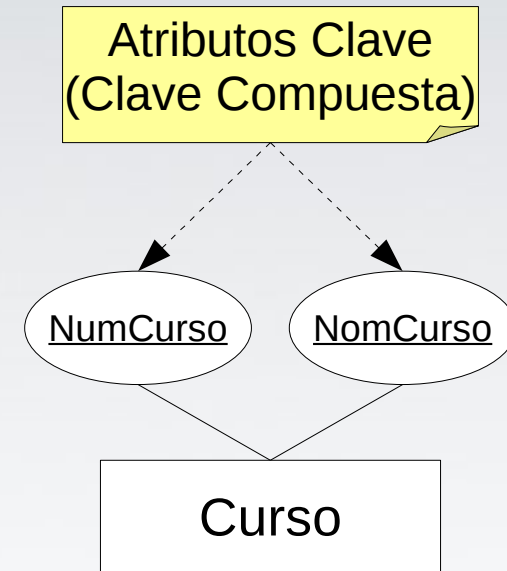 Atributos Clave
(Clave Compuesta)
NumCurso
NomCurso
Curso